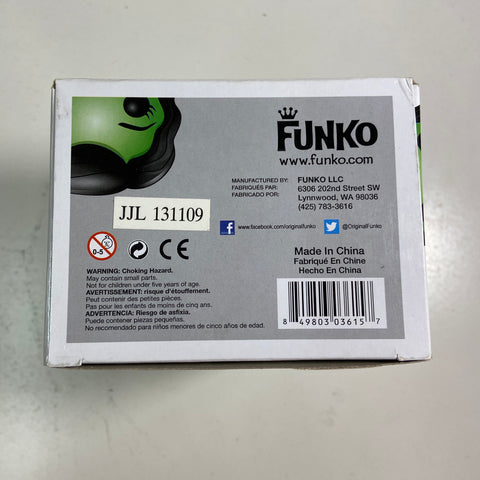 FUNKO
www.funko.com
MANUFACTURED BY: FUNKO LLC
FABRIQUÉS PAR: 6306 202nd Street SW
FABRICADO POR: Lynnwood, WA 98036
(425) 783-3616
JJL 131109
www.facebook.com/originalfunko @OriginalFunko
0-5
CE
Made In China
Fabriqué En Chine
Hecho En China
WARNING: Choking Hazard.
May contain small parts.
Not for children under five years of age.
AVERTISSEMENT: risque d'étouffement.
Peut contenir des petites pièces.
Pas pour les enfants de moins de cinq ans.
ADVERTENCIA: Riesgo de asfixia.
Puede contener piezas pequeñas.
No recomendado para niños menores de cinco años de edad.
8 49803 03615 7